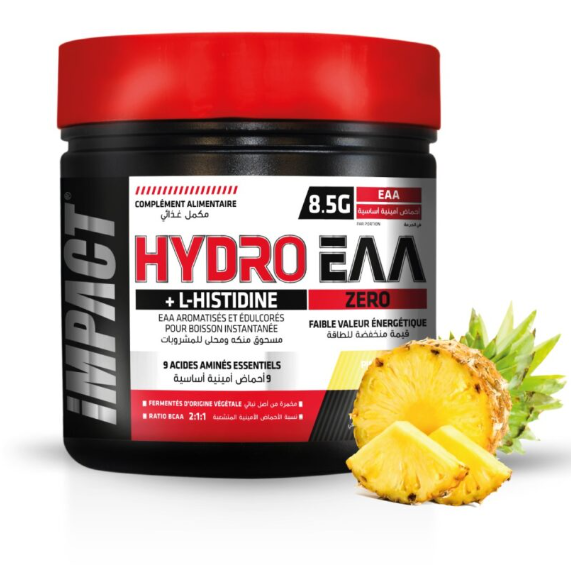 iMPACT®
COMPLÉMENT ALIMENTAIRE
مكمل غذائي
8.5G EAA
أحماض أمينية أساسية
HYDRO EAA
+ L-HISTIDINE ZERO
EAA AROMATISÉS ET ÉDULCORÉS
POUR BOISSON INSTANTANÉE
مسحوق منكه ومحلى للمشروبات
FAIBLE VALEUR ÉNERGÉTIQUE
قيمة منخفضة للطاقة
9 ACIDES AMINÉS ESSENTIELS
9 أحماض أمينية أساسية
FERMENTÉS D'ORIGINE VÉGÉTALE مخمرة من أصل نباتي
RATIO BCAA 2:1:1 نسبة الأحماض الأمينية المتشعبة